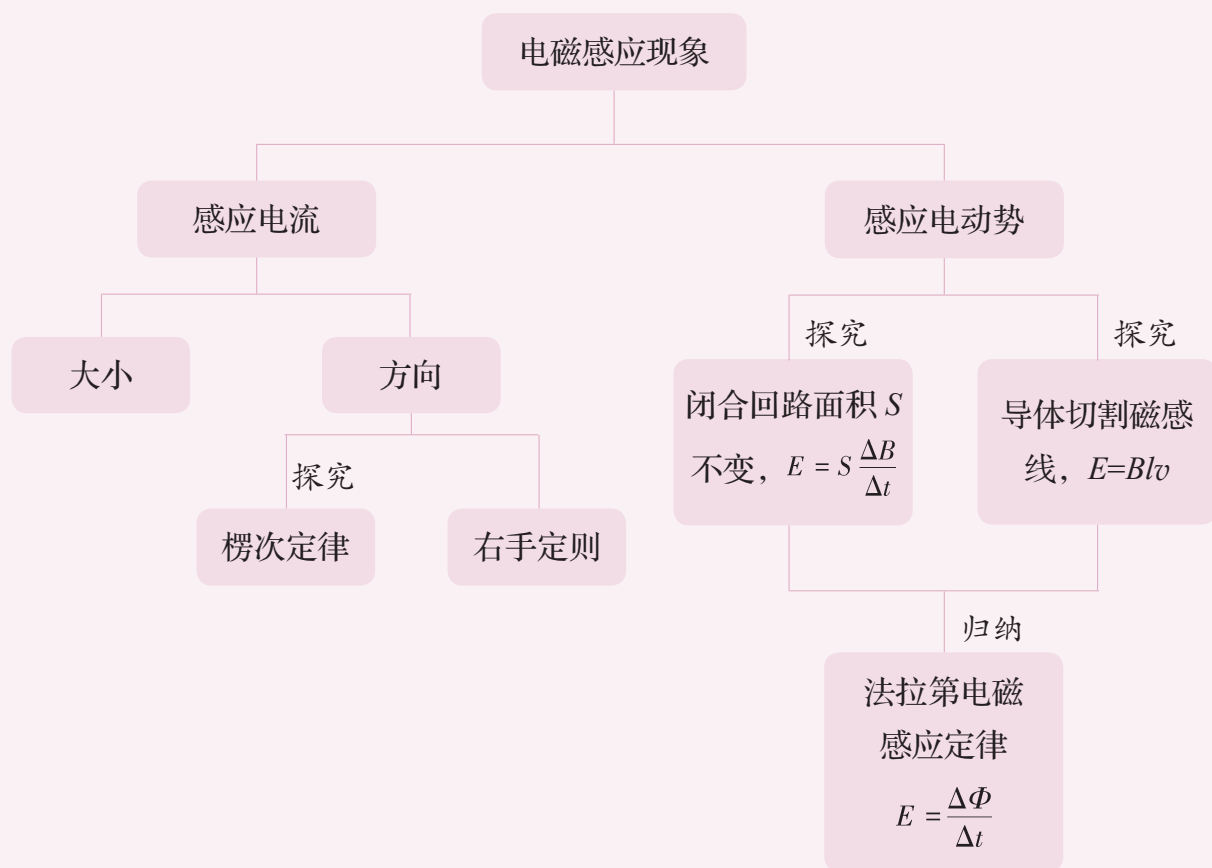 电磁感应现象
感应电流
感应电动势
大小
方向
探究
楞次定律
右手定则
探究
闭合回路面积 S
不变，E = S ΔB/Δt
探究
导体切割磁感
线，E=Blv
归纳
法拉第电磁
感应定律
E = ΔΦ/Δt